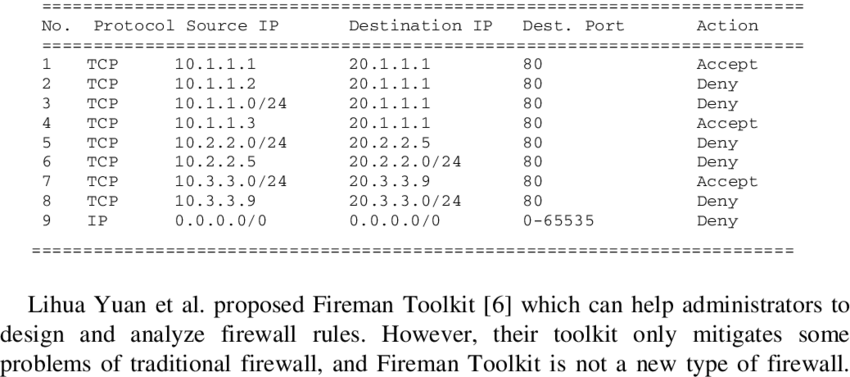 ===========================================================================
No. Protocol Source IP Destination IP Dest. Port Action
===========================================================================
1 TCP 10.1.1.1 20.1.1.1 80 Accept
2 TCP 10.1.1.2 20.1.1.1 80 Deny
3 TCP 10.1.1.0/24 20.1.1.1 80 Deny
4 TCP 10.1.1.3 20.1.1.1 80 Accept
5 TCP 10.2.2.0/24 20.2.2.5 80 Deny
6 TCP 10.2.2.5 20.2.2.0/24 80 Deny
7 TCP 10.3.3.0/24 20.3.3.9 80 Accept
8 TCP 10.3.3.9 20.3.3.0/24 80 Deny
9 IP 0.0.0.0/0 0.0.0.0/0 0-65535 Deny
===========================================================================
Lihua Yuan et al. proposed Fireman Toolkit [6] which can help administrators to
design and analyze firewall rules. However, their toolkit only mitigates some
problems of traditional firewall, and Fireman Toolkit is not a new type of firewall.